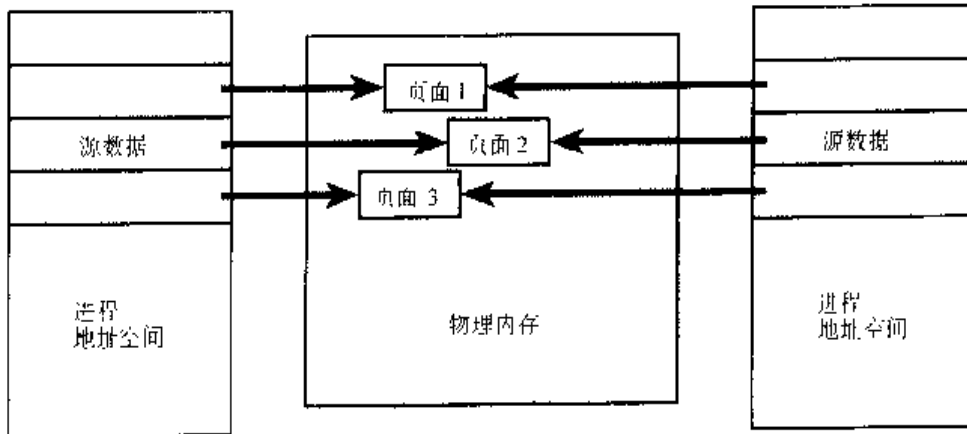 页面 1
源数据
页面 2
源数据
页面 3
进程
地址空间
物理内存
进程
地址空间